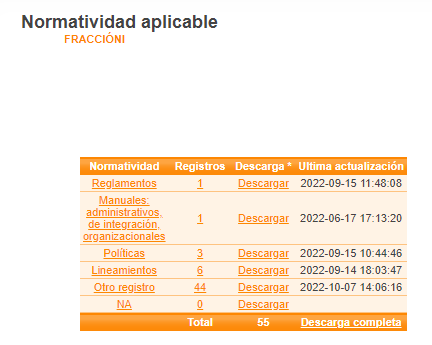 Normatividad aplicable
FRACCIÓNI
Normatividad Registros Descarga * Ultima actualización
Reglamentos 1 Descargar 2022-09-15 11:48:08
Manuales:
administrativos,
de integración,
organizacionales 1 Descargar 2022-06-17 17:13:20
Políticas 3 Descargar 2022-09-15 10:44:46
Lineamientos 6 Descargar 2022-09-14 18:03:47
Otro registro 44 Descargar 2022-10-07 14:06:16
NA 0 Descargar
Total 55 Descarga completa